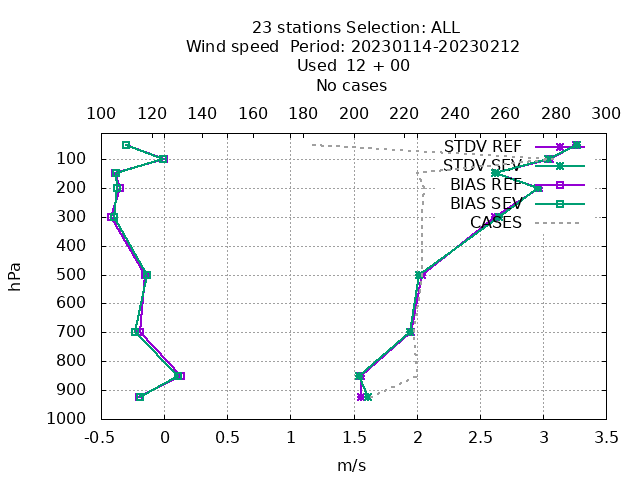 23 stations Selection: ALL
Wind speed  Period: 20230114-20230212
Used  12 + 00
No cases
100 120 140 160 180 200 220 240 260 280 300
STDV REF
STDV SEV
BIAS REF
BIAS SEV
CASES
100
200
300
400
500
600
700
800
900
1000
hPa
-0.5 0 0.5 1 1.5 2 2.5 3 3.5
m/s